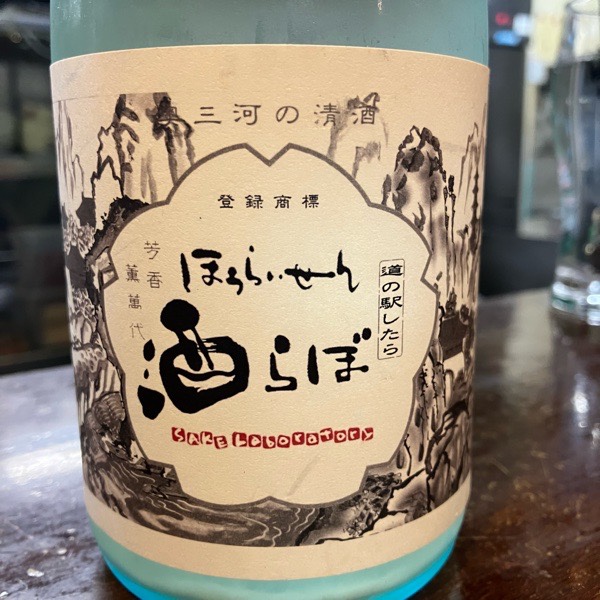 奥三河の清酒
登録商標
芳香
薫萬代
ほうらいせん
酒らぼ
道の駅したら
SAKE LaboratorY